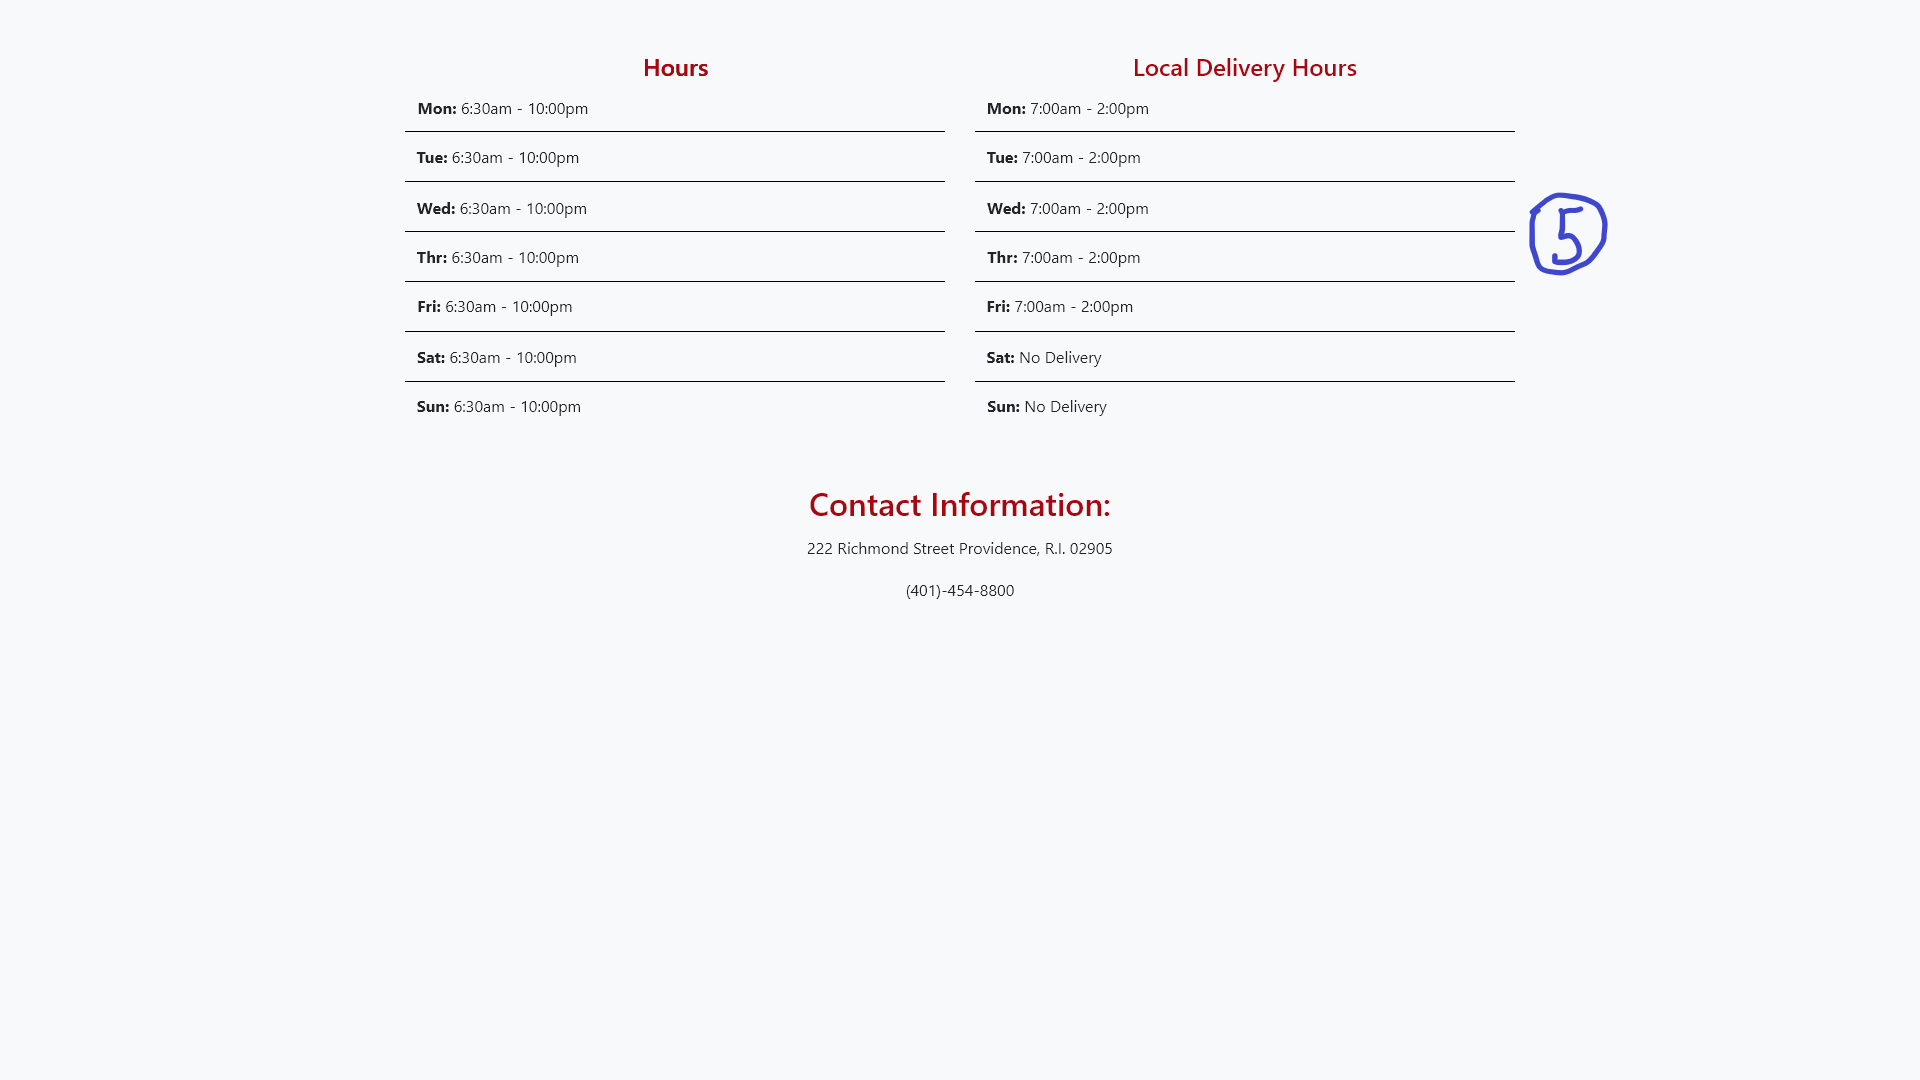 Hours
Mon: 6:30am - 10:00pm
Tue: 6:30am - 10:00pm
Wed: 6:30am - 10:00pm
Thr: 6:30am - 10:00pm
Fri: 6:30am - 10:00pm
Sat: 6:30am - 10:00pm
Sun: 6:30am - 10:00pm
Local Delivery Hours
Mon: 7:00am - 2:00pm
Tue: 7:00am - 2:00pm
Wed: 7:00am - 2:00pm
Thr: 7:00am - 2:00pm
Fri: 7:00am - 2:00pm
Sat: No Delivery
Sun: No Delivery
5
Contact Information:
222 Richmond Street Providence, R.I. 02905
(401)-454-8800